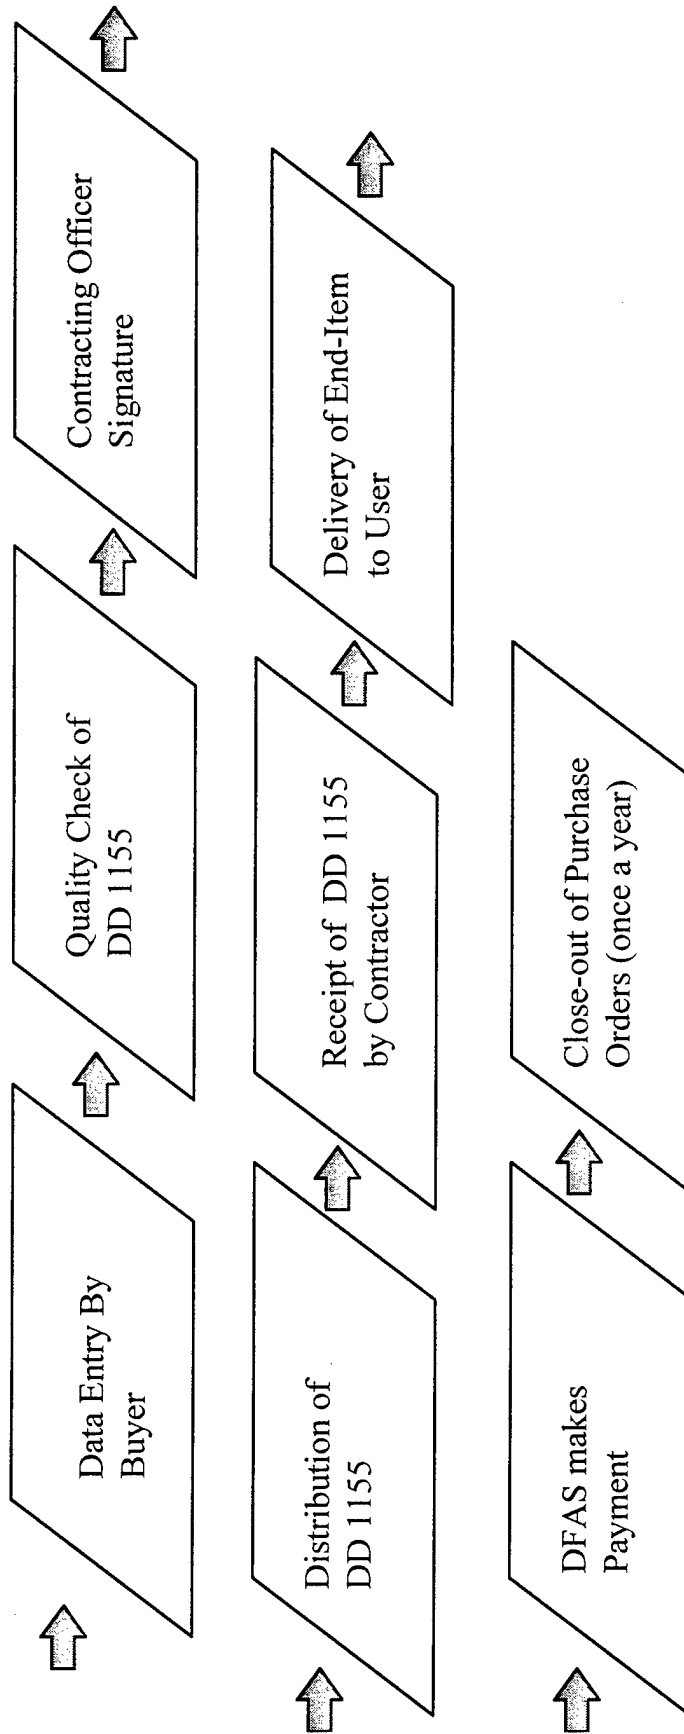 Data Entry By
Buyer
Quality Check of
DD 1155
Contracting Officer
Signature
Distribution of
DD 1155
Receipt of DD 1155
by Contractor
Delivery of End-Item
to User
DFAS makes
Payment
Close-out of Purchase
Orders (once a year)